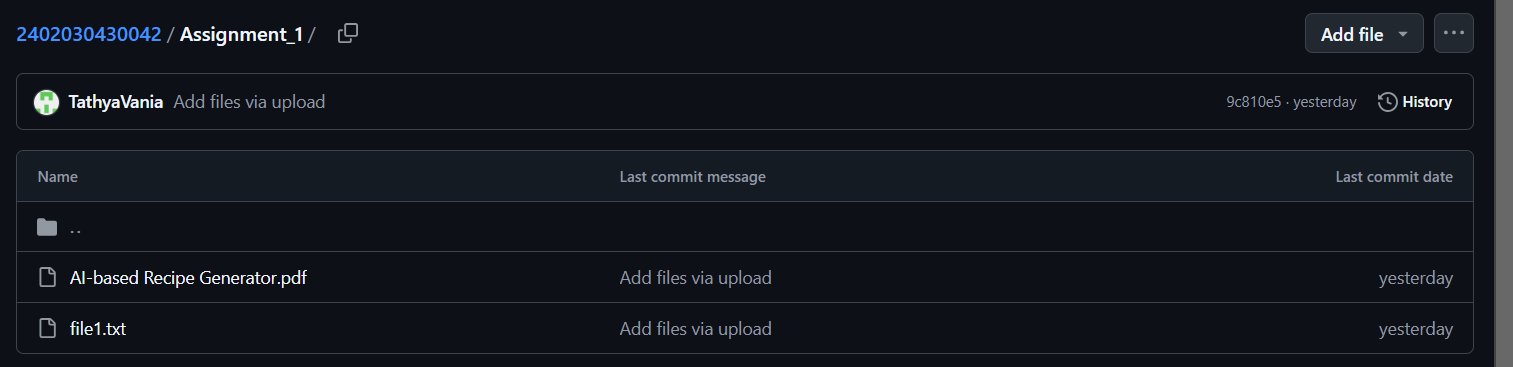 2402030430042 / Assignment_1 /
Add file
TathyaVania Add files via upload
9c810e5 · yesterday
History
Name Last commit message Last commit date
..
AI-based Recipe Generator.pdf Add files via upload yesterday
file1.txt Add files via upload yesterday